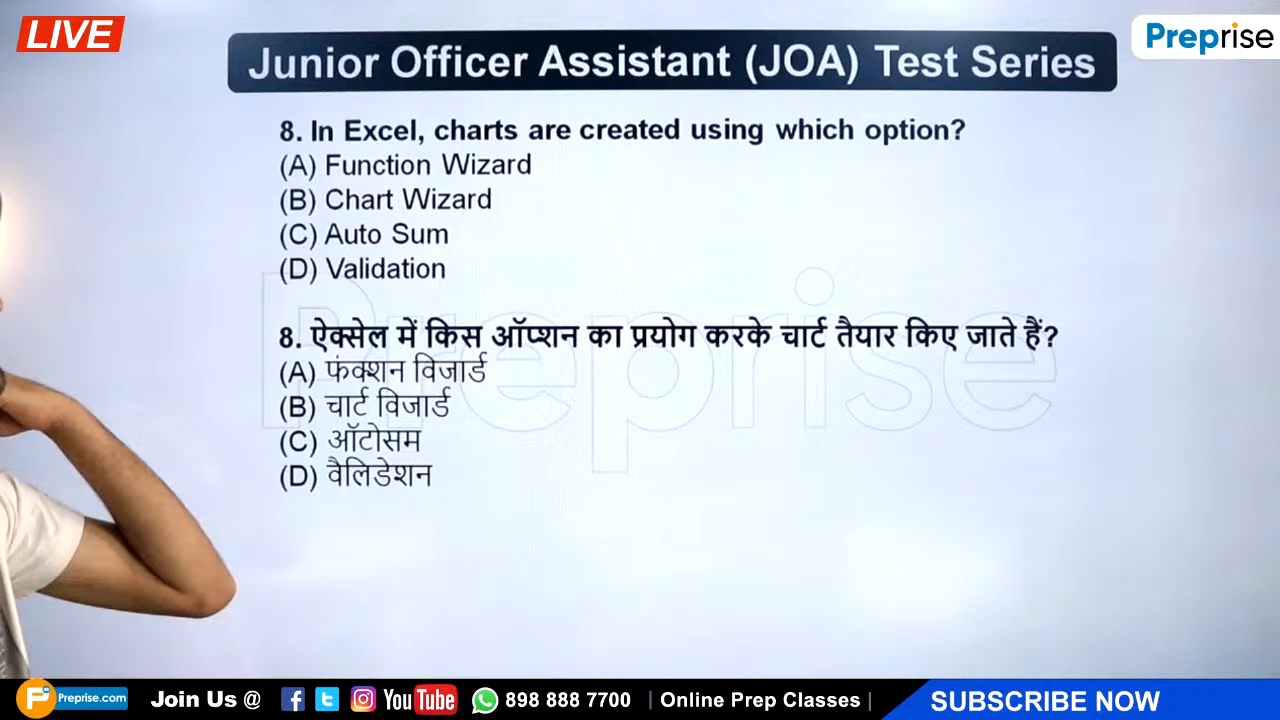 LIVE
Preprise
Junior Officer Assistant (JOA) Test Series
8. In Excel, charts are created using which option?
(A) Function Wizard
(B) Chart Wizard
(C) Auto Sum
(D) Validation
Preprise
8. ऐक्सेल में किस ऑप्शन का प्रयोग करके चार्ट तैयार किए जाते हैं?
(A) फंक्शन विजार्ड
(B) चार्ट विजार्ड
(C) ऑटोसम
(D) वैलिडेशन
Preprise.com Join Us @ YouTube 898 888 7700 | Online Prep Classes | SUBSCRIBE NOW